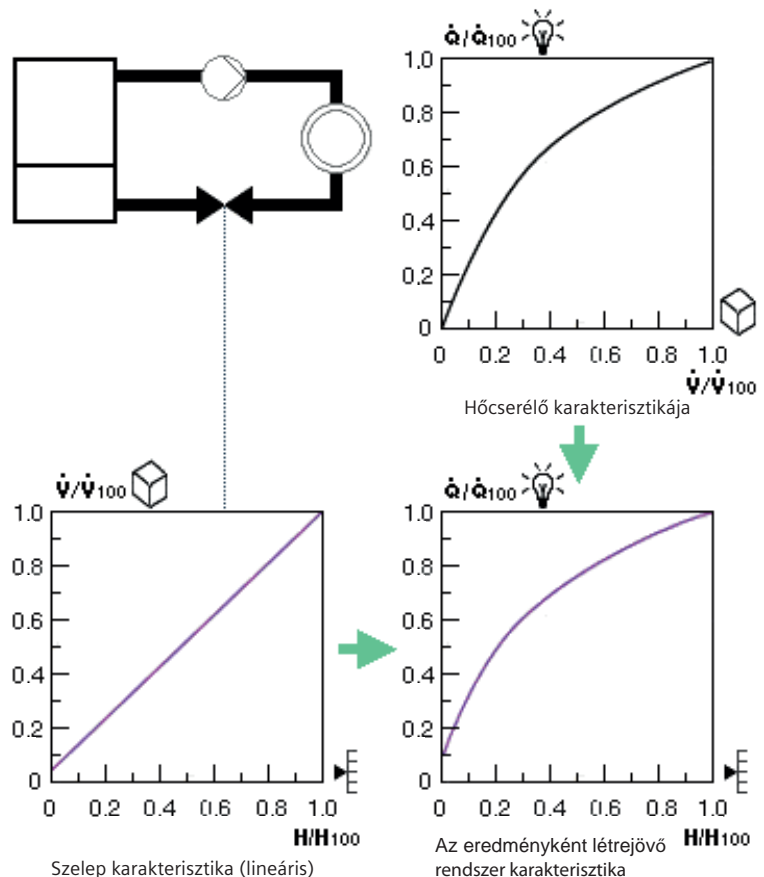 Q̇/Q̇100
1.0
0.8
0.6
0.4
0.2
0
0 0.2 0.4 0.6 0.8 1.0
V̇/V̇100
Hőcserélő karakterisztikája
V̇/V̇100
1.0
0.8
0.6
0.4
0.2
0
0 0.2 0.4 0.6 0.8 1.0
H/H100
Szelep karakterisztika (lineáris)
Q̇/Q̇100
1.0
0.8
0.6
0.4
0.2
0
0 0.2 0.4 0.6 0.8 1.0
H/H100
Az eredményként létrejövő
rendszer karakterisztika